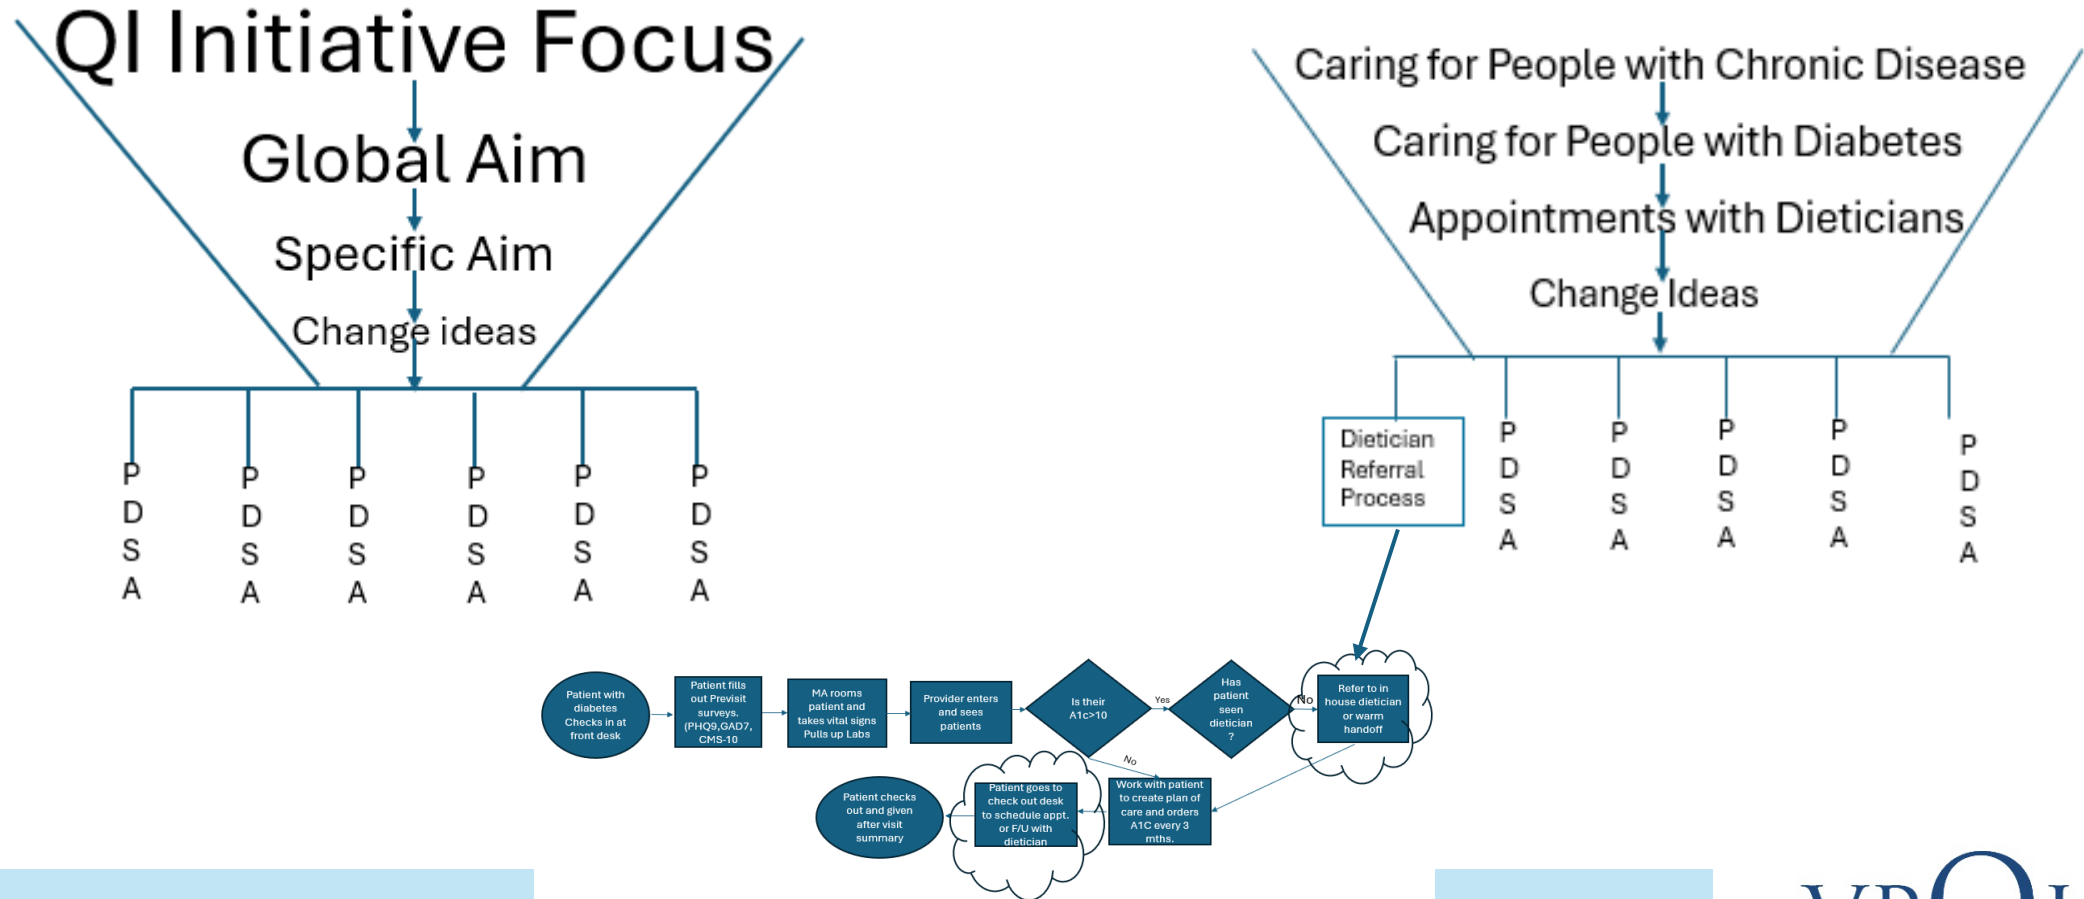 QI Initiative Focus
Global Aim
Specific Aim
Change ideas
P
D
S
A
P
D
S
A
P
D
S
A
P
D
S
A
P
D
S
A
P
D
S
A
Caring for People with Chronic Disease
Caring for People with Diabetes
Appointments with Dieticians
Change Ideas
Dietician
Referral
Process
P
D
S
A
P
D
S
A
P
D
S
A
P
D
S
A
P
D
S
A
Patient with
diabetes
Checks in at
front desk
Patient fills
out Previsit
surveys.
(PHQ9,GAD7,
CMS-10
MA rooms
patient and
takes vital signs
Pulls up Labs
Provider enters
and sees
patients
Is their
A1c>10
Yes
Has
patient
seen
dietician
?
No
Refer to in
house dietician
or warm
handoff
No
Work with patient
to create plan of
care and orders
A1C every 3
mths.
Patient goes to
check out desk
to schedule appt.
or F/U with
dietician
Patient checks
out and given
after visit
summary